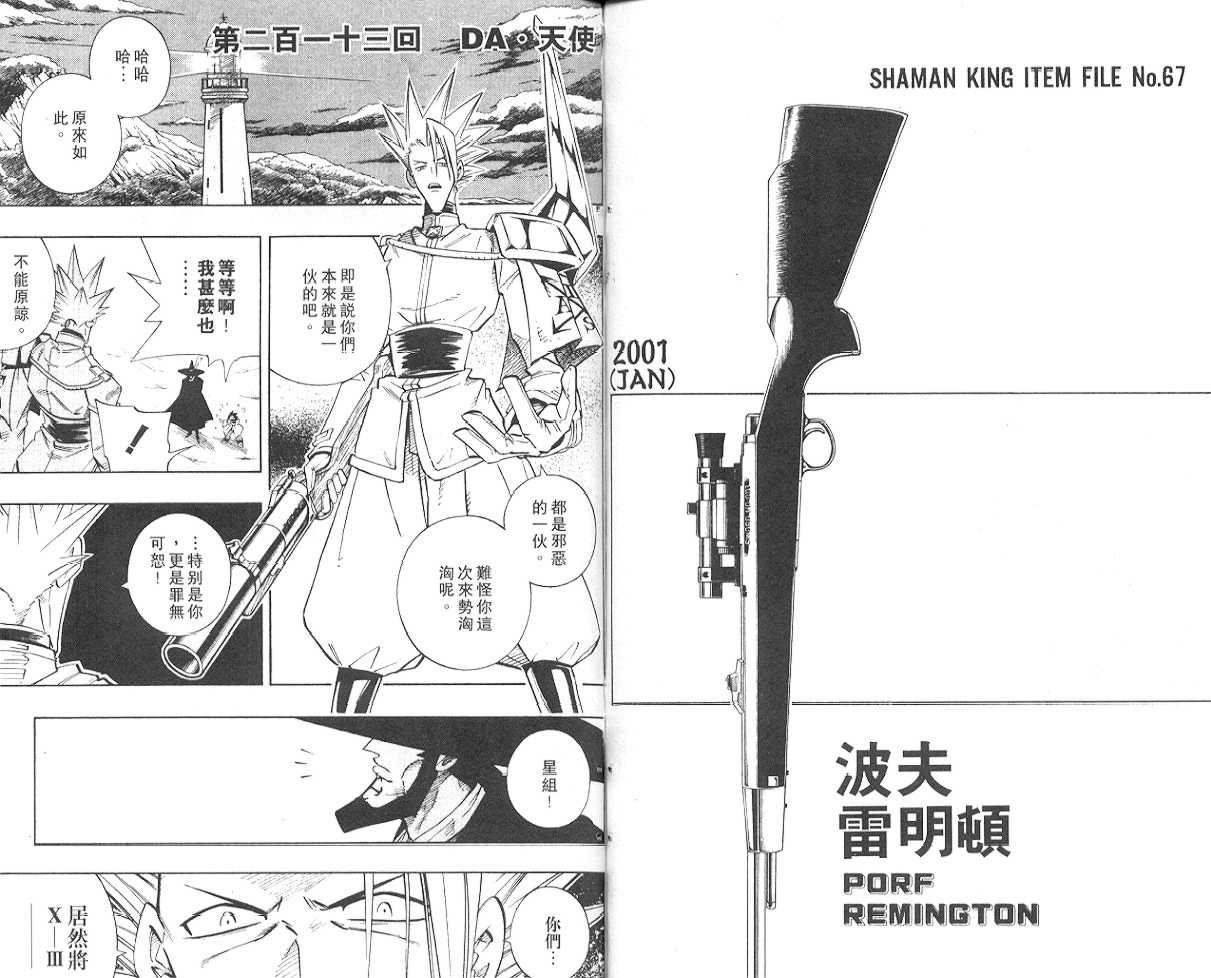 SHAMAN KING ITEM FILE No.67
2001
(JAN)
波夫
雷明頓
PORF
REMINGTON
第二百一十三回 DA。天使
哈哈
哈…
原來如
此。
即是説你們
本來就是一
伙的吧。
等等啊！
我甚麼也
……
不能原諒。
！
都是邪惡
的一伙。
難怪你這
次來勢洶
洶呢。
…特別是你
，更是罪無
可恕！
星組！
你們…
居然將
X－III